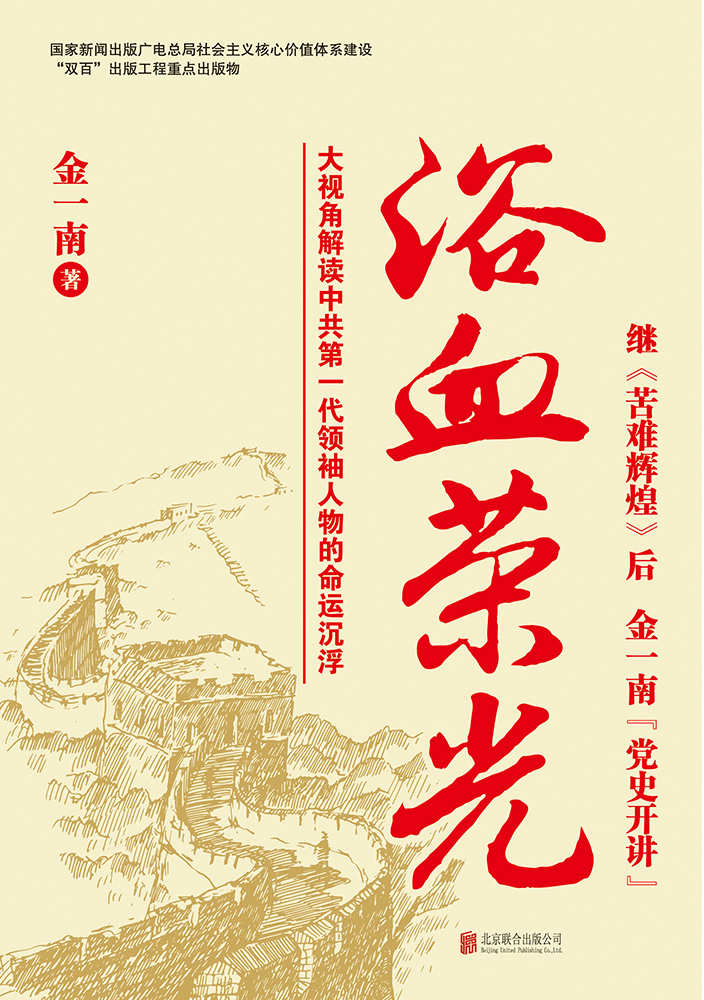 国家新闻出版广电总局社会主义核心价值体系建设
“双百”出版工程重点出版物
继《苦难辉煌》后 金一南『党史开讲』
浴血荣光
大视角解读中共第一代领袖人物的命运沉浮
金一南 著
北京联合出版公司
Beijing United Publishing Co.,Ltd.